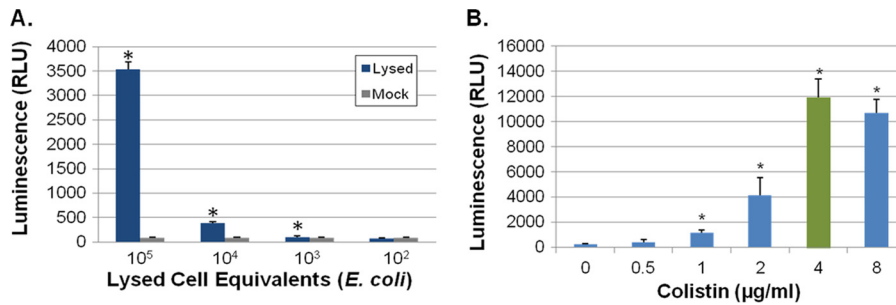 A.
Luminescence (RLU)
4000
3500
3000
2500
2000
1500
1000
500
0
*
*
*
Lysed
Mock
10⁵ 10⁴ 10³ 10²
Lysed Cell Equivalents (E. coli)
B.
Luminescence (RLU)
16000
14000
12000
10000
8000
6000
4000
2000
0
*
*
*
*
0 0.5 1 2 4 8
Colistin (µg/ml)